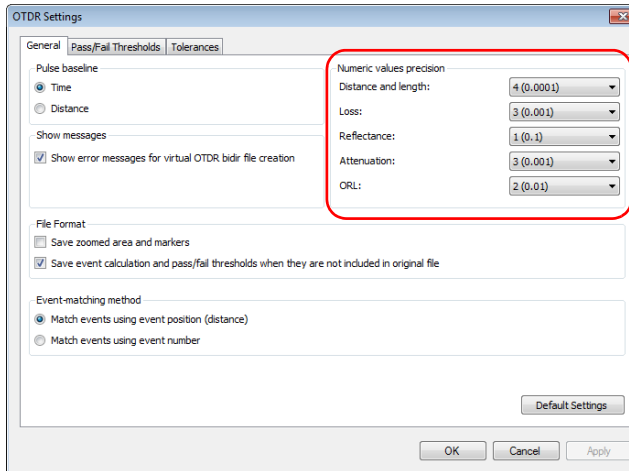 OTDR Settings
General
Pass/Fail Thresholds
Tolerances
Pulse baseline
Time
Distance
Show messages
Show error messages for virtual OTDR bidir file creation
Numeric values precision
Distance and length: 4 (0.0001)
Loss: 3 (0.001)
Reflectance: 1 (0.1)
Attenuation: 3 (0.001)
ORL: 2 (0.01)
File Format
Save zoomed area and markers
Save event calculation and pass/fail thresholds when they are not included in original file
Event-matching method
Match events using event position (distance)
Match events using event number
Default Settings
OK
Cancel
Apply